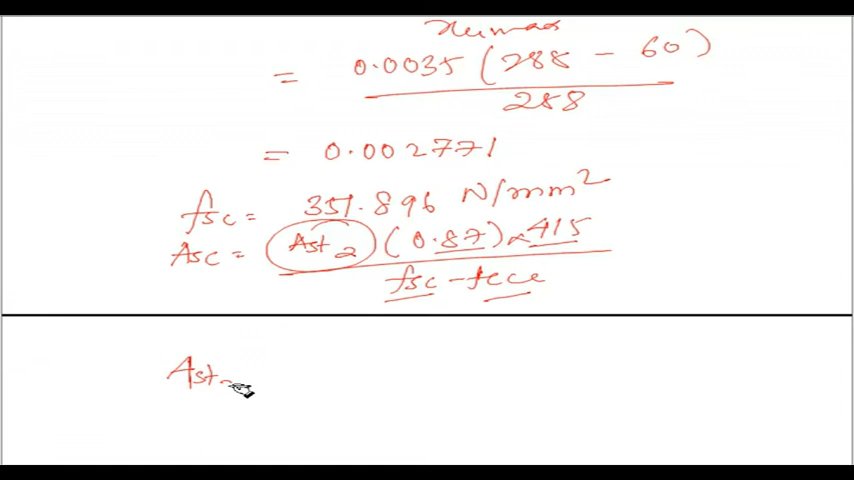 xumax
= 0.0035 (288 - 60)
288
= 0.002771
fsc = 351.896 N/mm²
Asc = Ast2 (0.87) × 415
fsc - fcc
Ast